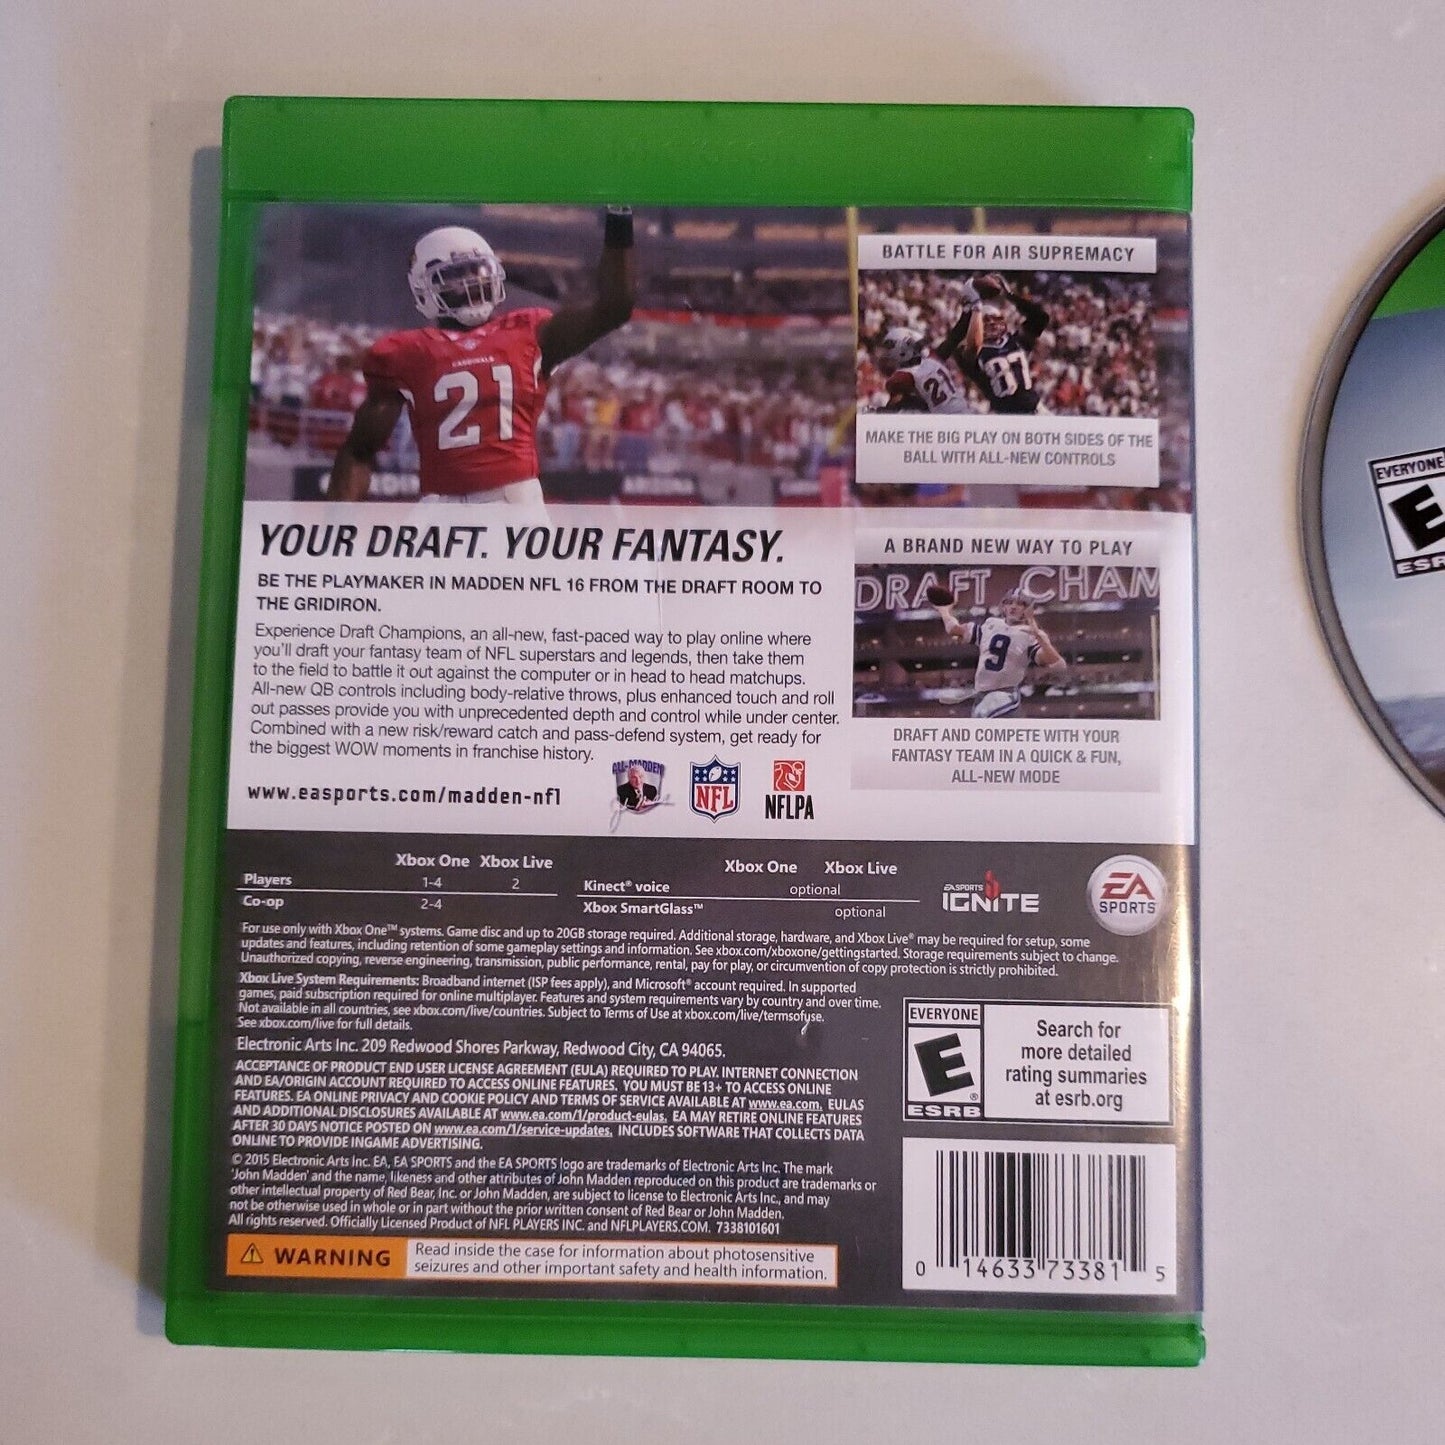 CARDINALS
21
YOUR DRAFT. YOUR FANTASY.
BE THE PLAYMAKER IN MADDEN NFL 16 FROM THE DRAFT ROOM TO
THE GRIDIRON.
Experience Draft Champions, an all-new, fast-paced way to play online where
you'll draft your fantasy team of NFL superstars and legends, then take them
to the field to battle it out against the computer or in head to head matchups.
All-new QB controls including body-relative throws, plus enhanced touch and roll
out passes provide you with unprecedented depth and control while under center.
Combined with a new risk/reward catch and pass-defend system, get ready for
the biggest WOW moments in franchise history.
www.easports.com/madden-nfl
ALL-MADDEN
NFL
NFLPA
BATTLE FOR AIR SUPREMACY
21
87
MAKE THE BIG PLAY ON BOTH SIDES OF THE
BALL WITH ALL-NEW CONTROLS
A BRAND NEW WAY TO PLAY
DRAFT CHAM
9
DRAFT AND COMPETE WITH YOUR
FANTASY TEAM IN A QUICK & FUN,
ALL-NEW MODE
Xbox One Xbox Live
Players 1-4 2
Co-op 2-4
Xbox One Xbox Live
Kinect® voice optional
Xbox SmartGlass™ optional
EA SPORTS
IGNITE
EA
SPORTS
For use only with Xbox One™ systems. Game disc and up to 20GB storage required. Additional storage, hardware, and Xbox Live® may be required for setup, some
updates and features, including retention of some gameplay settings and information. See xbox.com/xboxone/gettingstarted. Storage requirements subject to change.
Unauthorized copying, reverse engineering, transmission, public performance, rental, pay for play, or circumvention of copy protection is strictly prohibited.
Xbox Live System Requirements: Broadband internet (ISP fees apply), and Microsoft® account required. In supported
games, paid subscription required for online multiplayer. Features and system requirements vary by country and over time.
Not available in all countries, see xbox.com/live/countries. Subject to Terms of Use at xbox.com/live/termsofuse.
See xbox.com/live for full details.
Electronic Arts Inc. 209 Redwood Shores Parkway, Redwood City, CA 94065.
ACCEPTANCE OF PRODUCT END USER LICENSE AGREEMENT (EULA) REQUIRED TO PLAY. INTERNET CONNECTION
AND EA/ORIGIN ACCOUNT REQUIRED TO ACCESS ONLINE FEATURES. YOU MUST BE 13+ TO ACCESS ONLINE
FEATURES. EA ONLINE PRIVACY AND COOKIE POLICY AND TERMS OF SERVICE AVAILABLE AT www.ea.com. EULAS
AND ADDITIONAL DISCLOSURES AVAILABLE AT www.ea.com/1/product-eulas. EA MAY RETIRE ONLINE FEATURES
AFTER 30 DAYS NOTICE POSTED ON www.ea.com/1/service-updates. INCLUDES SOFTWARE THAT COLLECTS DATA
ONLINE TO PROVIDE INGAME ADVERTISING.
© 2015 Electronic Arts Inc. EA, EA SPORTS and the EA SPORTS logo are trademarks of Electronic Arts Inc. The mark
'John Madden' and the name, likeness and other attributes of John Madden reproduced on this product are trademarks or
other intellectual property of Red Bear, Inc. or John Madden, are subject to license to Electronic Arts Inc., and may
not be otherwise used in whole or in part without the prior written consent of Red Bear or John Madden.
All rights reserved. Officially Licensed Product of NFL PLAYERS INC. and NFLPLAYERS.COM. 7338101601
WARNING
Read inside the case for information about photosensitive
seizures and other important safety and health information.
EVERYONE
E
ESRB
Search for
more detailed
rating summaries
at esrb.org
0 14633 73381 5
EVERYONE
E
ESR